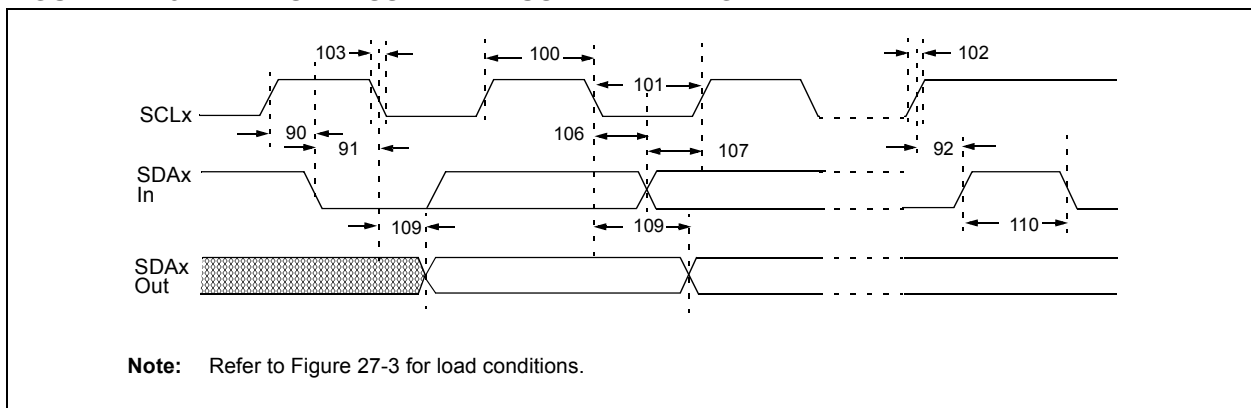 103
100
102
101
SCLx
90
106
91
107
92
SDAx
In
109
109
110
SDAx
Out
Note: Refer to Figure 27-3 for load conditions.